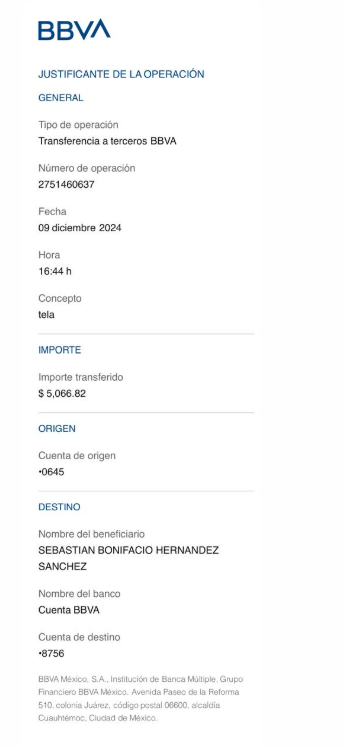 BBVA
JUSTIFICANTE DE LA OPERACIÓN
GENERAL
Tipo de operación
Transferencia a terceros BBVA
Número de operación
2751460637
Fecha
09 diciembre 2024
Hora
16:44 h
Concepto
tela
IMPORTE
Importe transferido
$ 5,066.82
ORIGEN
Cuenta de origen
•0645
DESTINO
Nombre del beneficiario
SEBASTIAN BONIFACIO HERNANDEZ
SANCHEZ
Nombre del banco
Cuenta BBVA
Cuenta de destino
•8756
BBVA México, S.A., Institución de Banca Múltiple, Grupo
Financiero BBVA México. Avenida Paseo de la Reforma
510, colonia Juárez, código postal 06600, alcaldía
Cuauhtémoc, Ciudad de México.